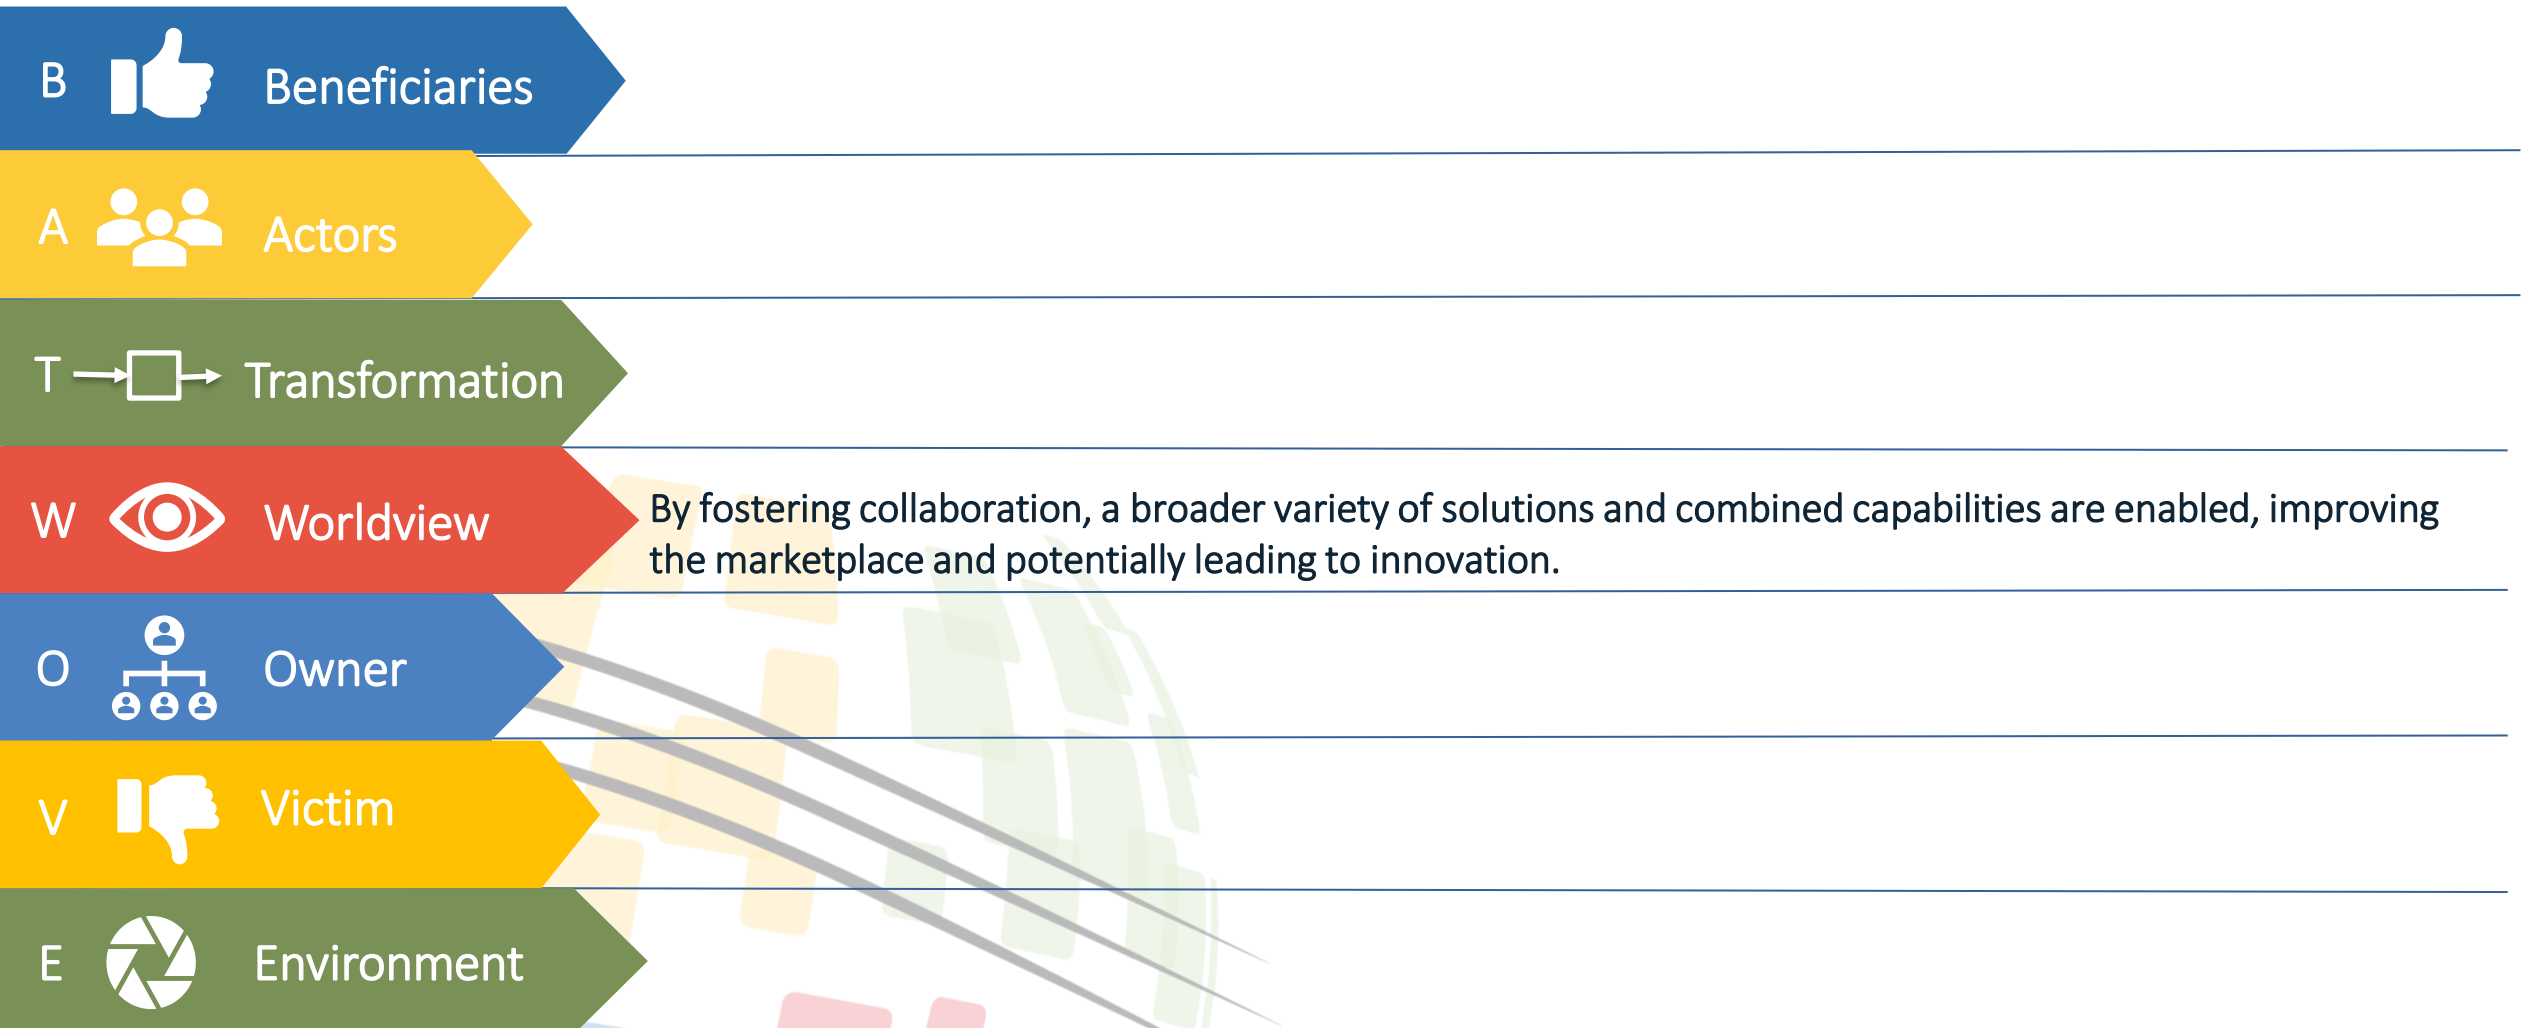 B Beneficiaries
A Actors
T Transformation
W Worldview
By fostering collaboration, a broader variety of solutions and combined capabilities are enabled, improving
the marketplace and potentially leading to innovation.
O Owner
V Victim
E Environment